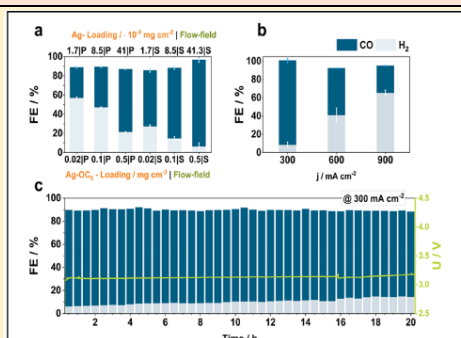 a
Ag- Loading / · 10⁻³ mg cm⁻² | Flow-field
1.7|P 8.5|P 41|P 1.7|S 8.5|S 41.3|S
100
80
60
40
20
0
FE / %
0.02|P 0.1|P 0.5|P 0.02|S 0.1|S 0.5|S
Ag-OC₅ - Loading / mg cm⁻² | Flow-field
b
CO H₂
100
80
60
40
20
0
FE / %
300 600 900
j / mA cm⁻²
c
@ 300 mA cm⁻²
100
80
60
40
20
0
FE / %
4.5
4.0
3.5
3.0
2.5
U / V
2 4 6 8 10 12 14 16 18 20
Time / h